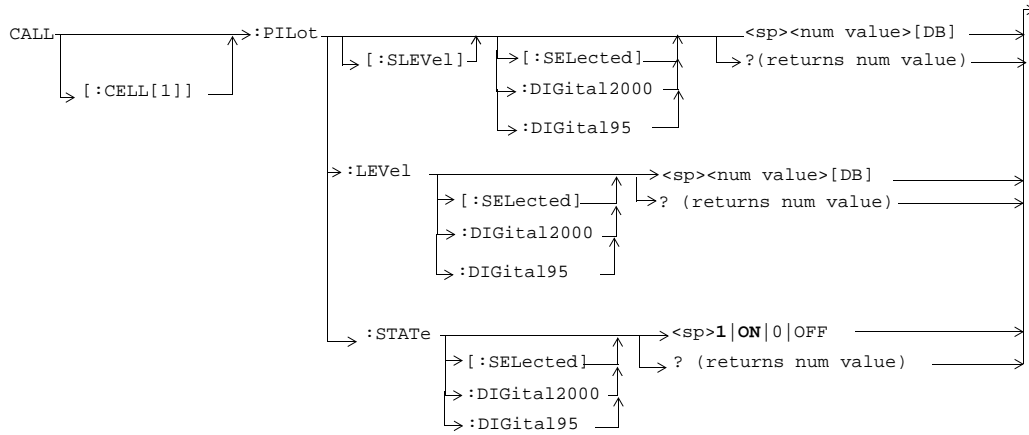 CALL :PILot <sp><num value>[DB]
[:SLEVel] [:SELected] ?(returns num value)
[:CELL[1]] :DIGital2000
:DIGital95
:LEVel <sp><num value>[DB]
[:SELected] ? (returns num value)
:DIGital2000
:DIGital95
:STATe <sp>1|ON|0|OFF
[:SELected] ? (returns num value)
:DIGital2000
:DIGital95